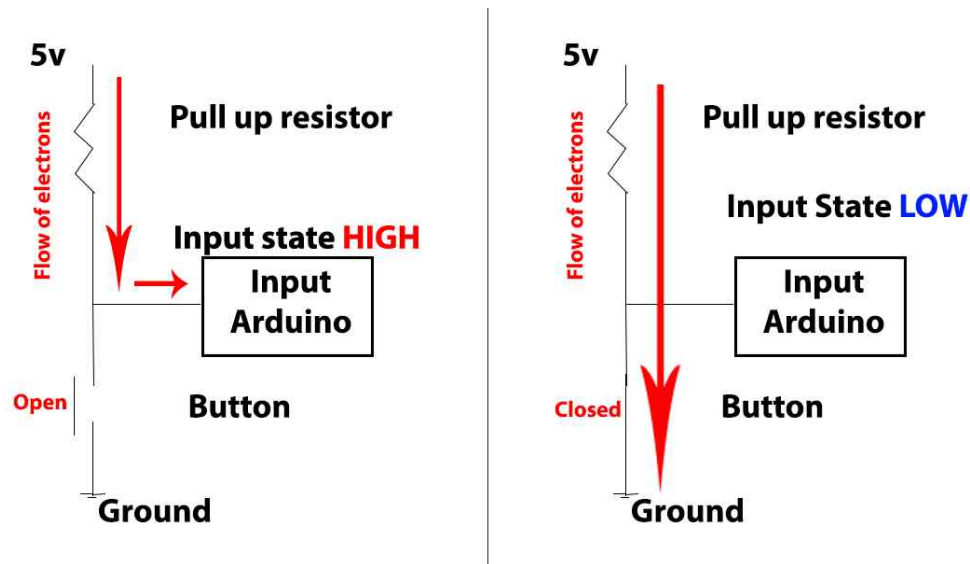 5v
Pull up resistor
Flow of electrons
Input state HIGH
Input
Arduino
Open
Button
Ground
5v
Pull up resistor
Flow of electrons
Input State LOW
Input
Arduino
Closed
Button
Ground